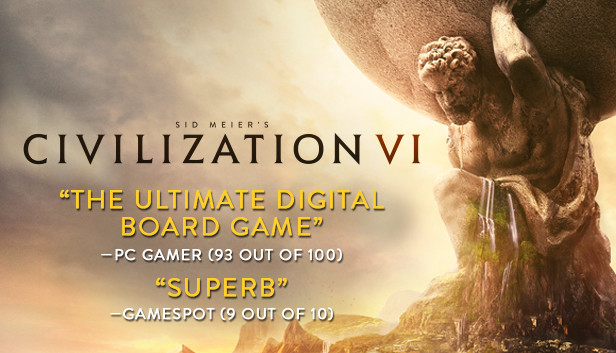 SID MEIER'S
CIVILIZATION VI
“THE ULTIMATE DIGITAL
BOARD GAME”
—PC GAMER (93 OUT OF 100)
“SUPERB”
—GAMESPOT (9 OUT OF 10)